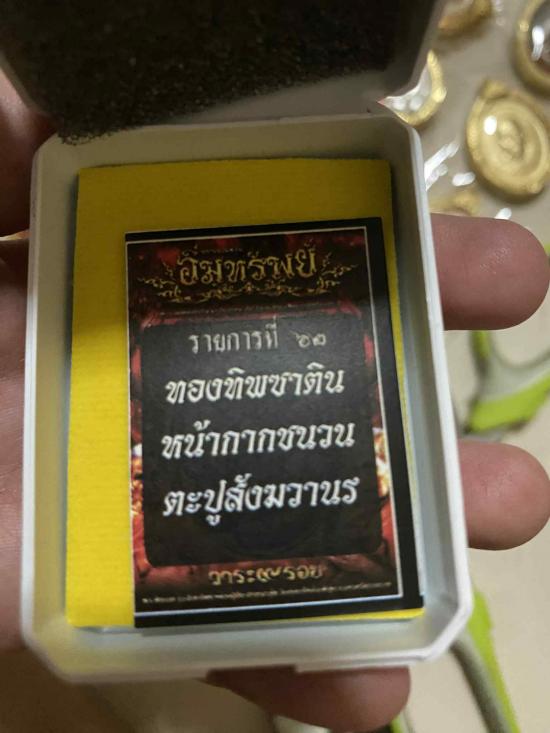 อิ่มทรัพย์
รายการที่ ๖๓
ทองทิพซาติน
หน้ากากชนวน
ตะปูสังฆวานร
วาระ๙รอบ